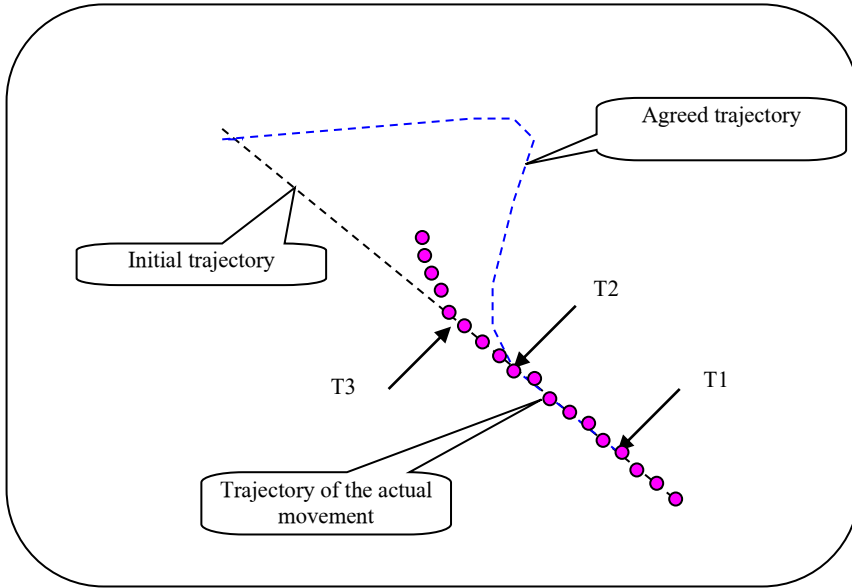 Agreed trajectory
Initial trajectory
T2
T3
T1
Trajectory of the actual
movement